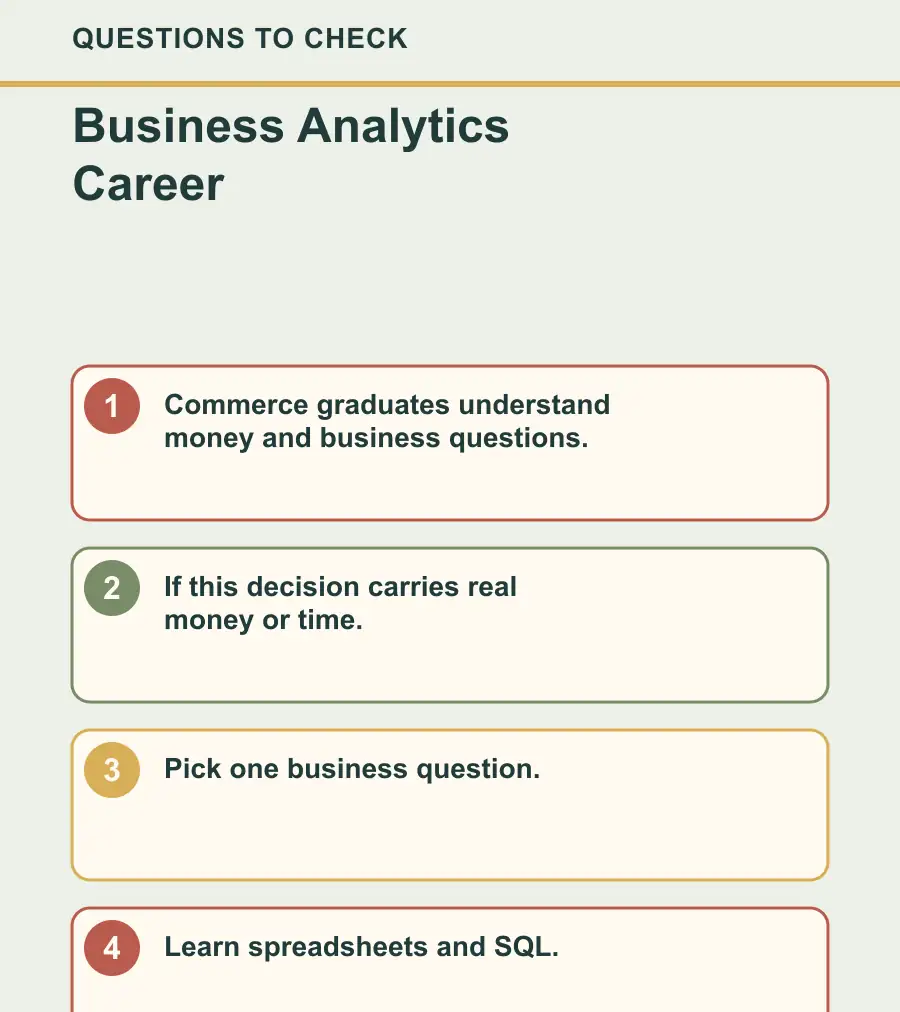 QUESTIONS TO CHECK
Business Analytics
Career
1
Commerce graduates understand
money and business questions.
2
If this decision carries real
money or time.
3
Pick one business question.
4
Learn spreadsheets and SQL.